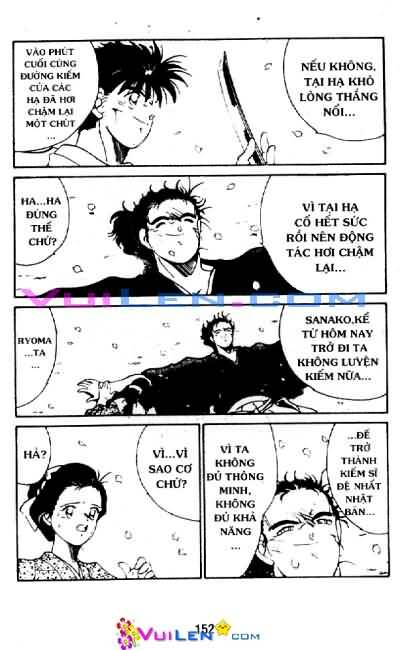 NẾU KHÔNG,
TẠI HẠ KHÓ
LÒNG THẮNG
NỔI...
VÀO PHÚT
CUỐI CÙNG
ĐƯỜNG KIẾM
CỦA CÁC
HẠ ĐÃ HƠI
CHẬM LẠI
MỘT CHÚT
...
VÌ TẠI HẠ
CỐ HẾT SỨC
RỒI NÊN ĐỘNG
TÁC HƠI CHẬM
LẠI...
HA...HA
ĐÚNG
THẾ
CHỨ?
SANAKO,KỂ
TỪ HÔM NAY
TRỞ ĐI TA
KHÔNG LUYỆN
KIẾM NỮA...
RYOMA
...TA
...
...ĐỂ
TRỞ
THÀNH
KIẾM SĨ
ĐỆ NHẤT
NHẬT
BẢN...
VÌ TA
KHÔNG
ĐỦ THÔNG
MINH,
KHÔNG
ĐỦ KHẢ
NĂNG
...
VÌ...VÌ
SAO CƠ
CHỨ?
HẢ?
VUILEN.COM
152
VUILEN.COM